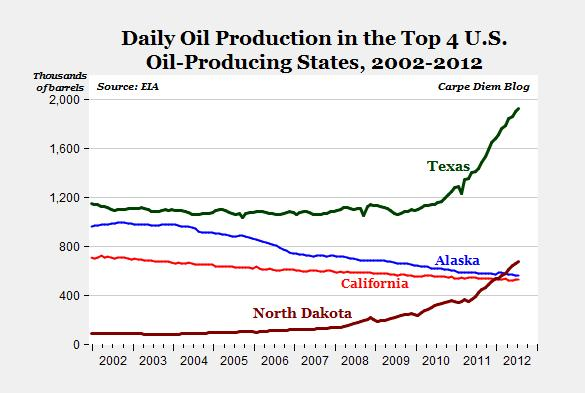 Daily Oil Production in the Top 4 U.S.
Oil-Producing States, 2002-2012
Thousands
of barrels
Source: EIA
Carpe Diem Blog
2,000
1,600
1,200
800
400
0
Texas
Alaska
California
North Dakota
2002 2003 2004 2005 2006 2007 2008 2009 2010 2011 2012